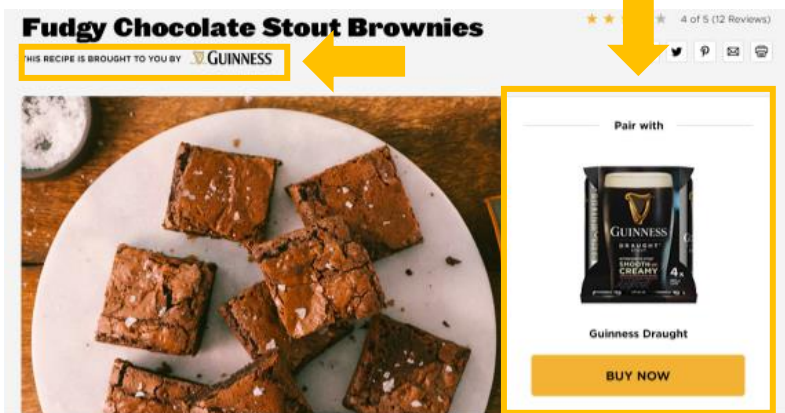 Fudgy Chocolate Stout Brownies
4 of 5 (12 Reviews)
THIS RECIPE IS BROUGHT TO YOU BY GUINNESS
Pair with
GUINNESS
DRAUGHT
SMOOTH
CREAMY
4x
Guinness Draught
BUY NOW